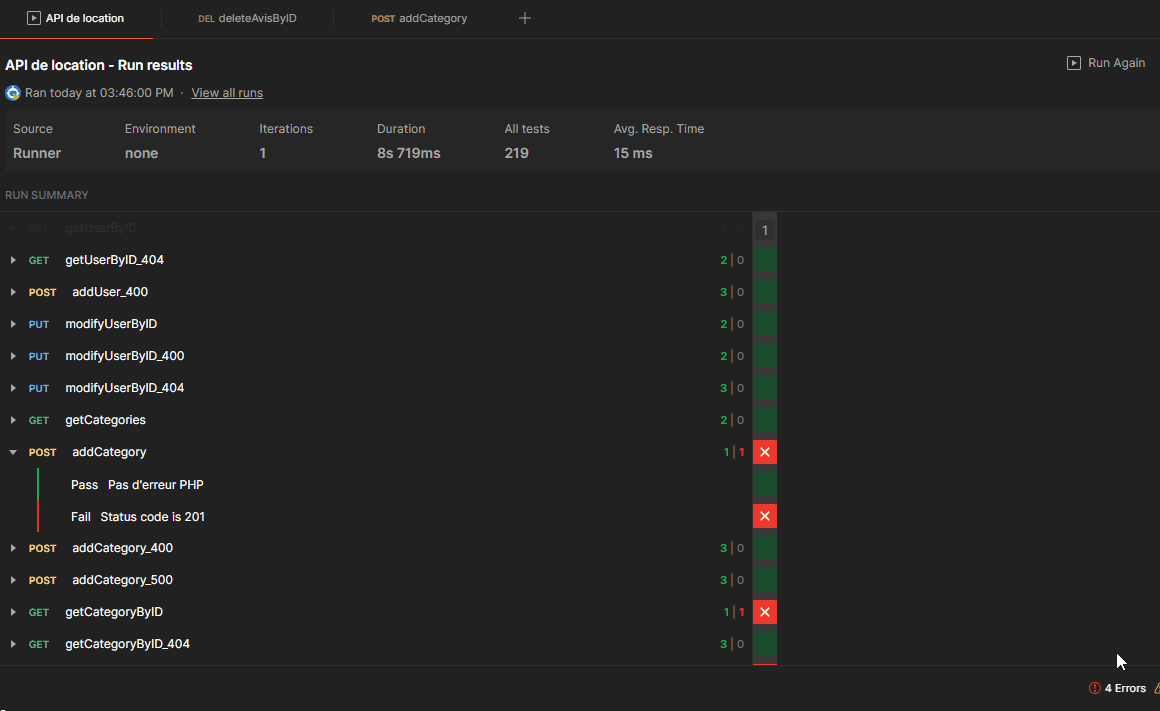 API de location DEL deleteAvisByID POST addCategory
API de location - Run results Run Again
Ran today at 03:46:00 PM · View all runs
Source Environment Iterations Duration All tests Avg. Resp. Time
Runner none 1 8s 719ms 219 15 ms
RUN SUMMARY
GET getUserByID 1
GET getUserByID_404 2 | 0
POST addUser_400 3 | 0
PUT modifyUserByID 2 | 0
PUT modifyUserByID_400 2 | 0
PUT modifyUserByID_404 3 | 0
GET getCategories 2 | 0
POST addCategory 1 | 1
Pass Pas d'erreur PHP
Fail Status code is 201
POST addCategory_400 3 | 0
POST addCategory_500 3 | 0
GET getCategoryByID 1 | 1
GET getCategoryByID_404 3 | 0
4 Errors